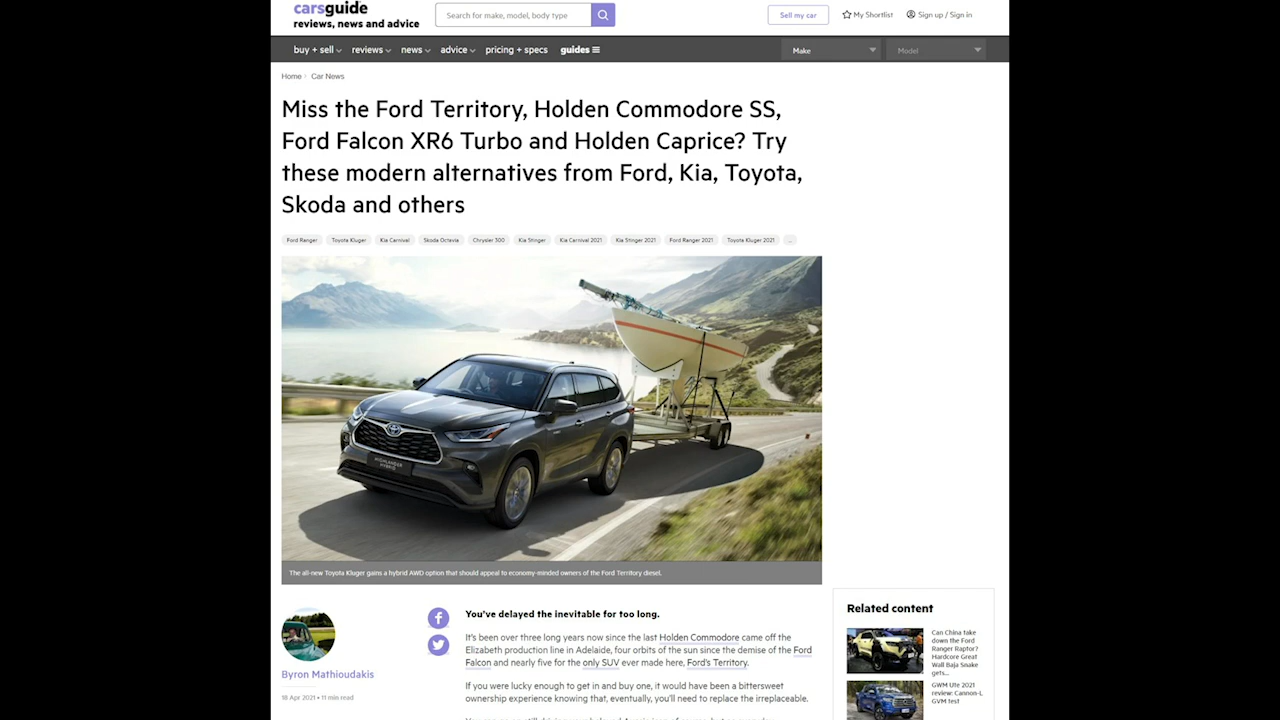 carsguide
reviews, news and advice
Search for make, model, body type
Sell my car
My Shortlist
Sign up / Sign in
buy + sell
reviews
news
advice
pricing + specs
guides
Make
Model
Home
Car News
Miss the Ford Territory, Holden Commodore SS,
Ford Falcon XR6 Turbo and Holden Caprice? Try
these modern alternatives from Ford, Kia, Toyota,
Skoda and others
Ford Ranger
Toyota Kluger
Kia Carnival
Skoda Octavia
Chrysler 300
Kia Stinger
Kia Carnival 2021
Kia Stinger 2021
Ford Ranger 2021
Toyota Kluger 2021
...
HIGHLANDER
HYBRID
The all-new Toyota Kluger gains a hybrid AWD option that should appeal to economy-minded owners of the Ford Territory diesel.
Byron Mathioudakis
18 Apr 2021 • 11 min read
You've delayed the inevitable for too long.
It's been over three long years now since the last Holden Commodore came off the
Elizabeth production line in Adelaide, four orbits of the sun since the demise of the Ford
Falcon and nearly five for the only SUV ever made here, Ford's Territory.
If you were lucky enough to get in and buy one, it would have been a bittersweet
ownership experience knowing that, eventually, you'll need to replace the irreplaceable.
Related content
Can China take
down the Ford
Ranger Raptor?
Hardcore Great
Wall Baja Snake
gets...
GWM Ute 2021
review: Cannon-L
GVM test